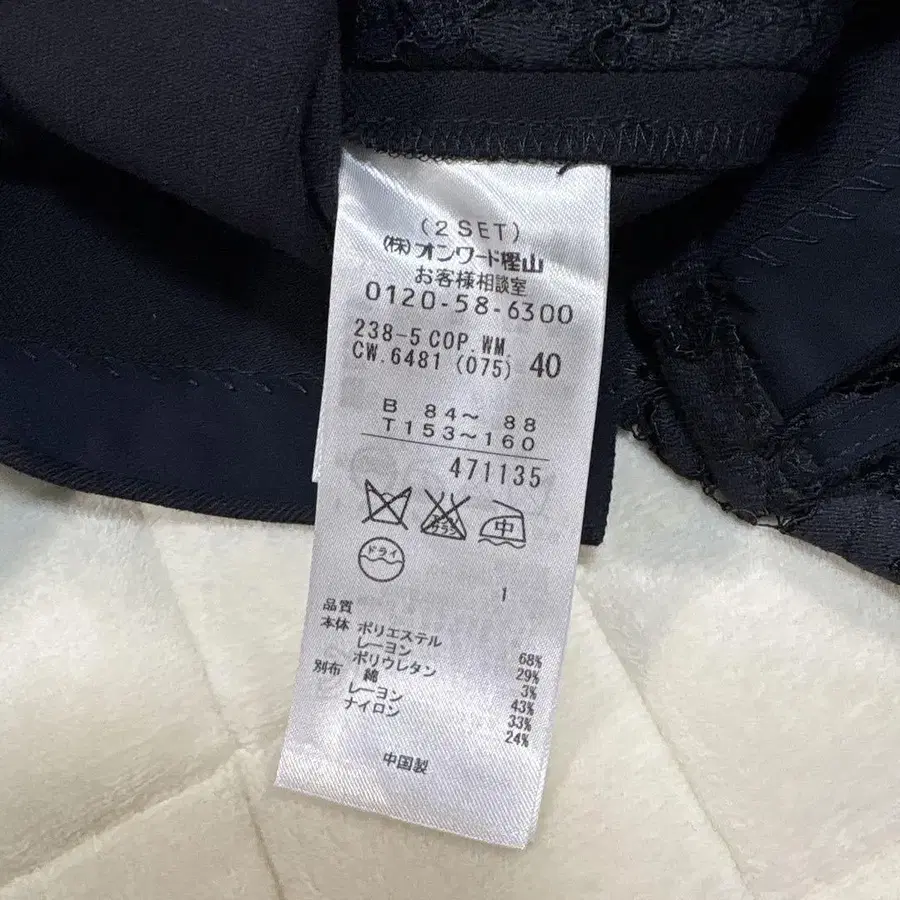 (2 SET)
(株)オンワード樫山
お客様相談室
0120-58-6300
238-5 COP.WM.
CW.6481 (075) 40
B 84〜 88
T153〜160
471135
中
ドライ
1
品質
本体 ポリエステル 68%
レーヨン 29%
ポリウレタン 3%
別布 綿 43%
レーヨン 33%
ナイロン 24%
中国製